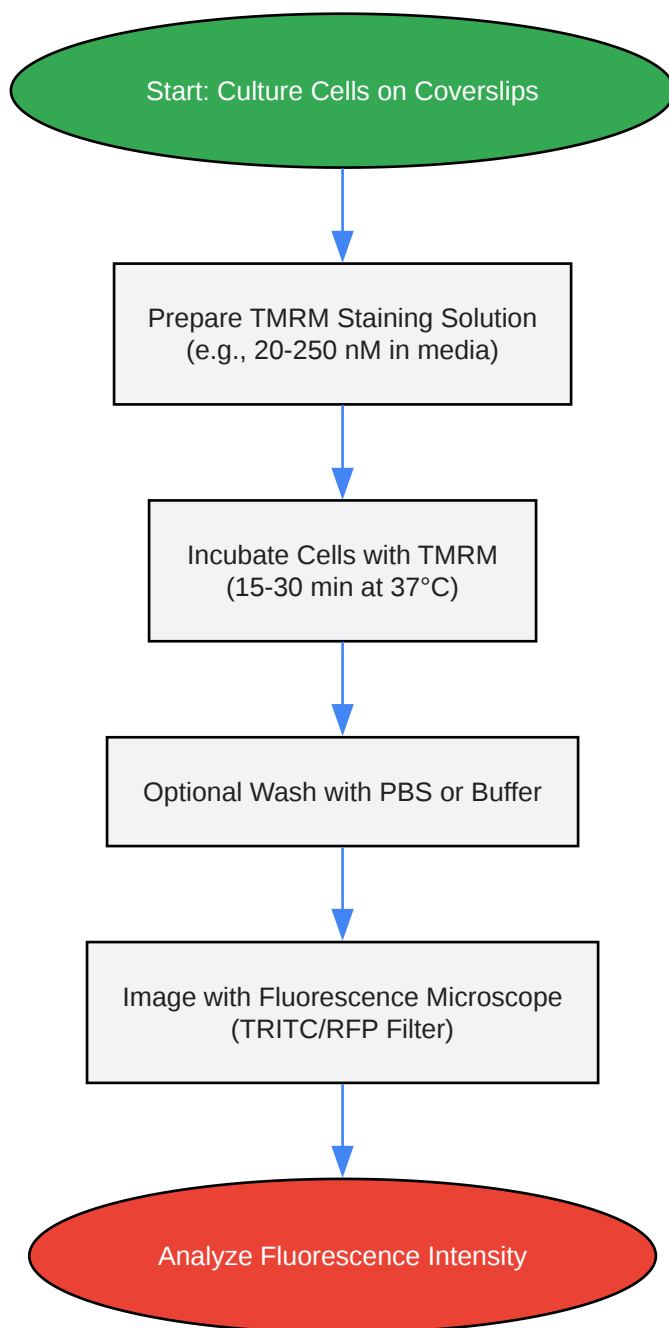 Start: Culture Cells on Coverslips
Prepare TMRM Staining Solution
(e.g., 20-250 nM in media)
Incubate Cells with TMRM
(15-30 min at 37°C)
Optional Wash with PBS or Buffer
Image with Fluorescence Microscope
(TRITC/RFP Filter)
Analyze Fluorescence Intensity